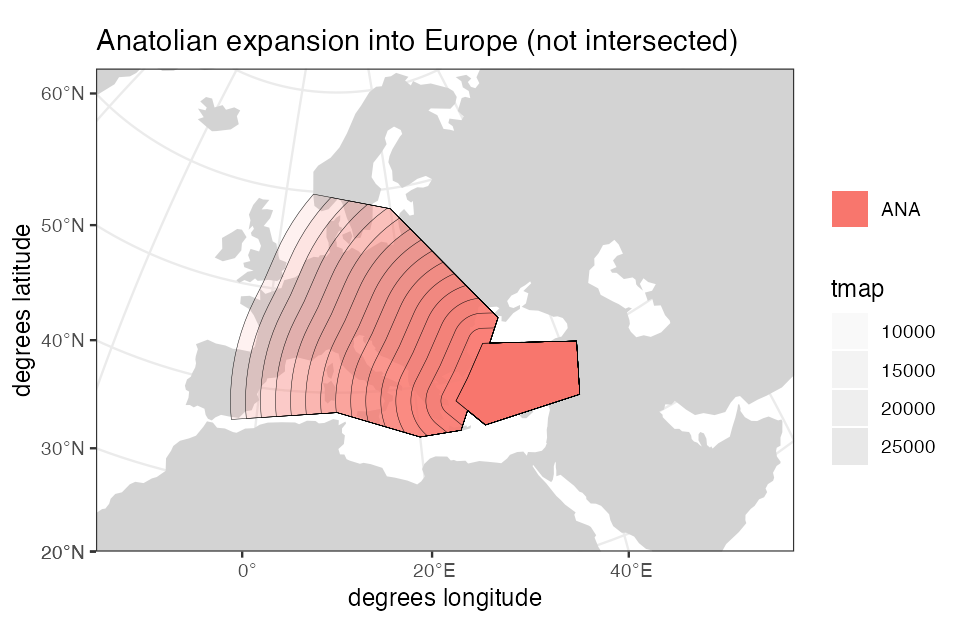 Anatolian expansion into Europe (not intersected)
60°N
50°N
40°N
30°N
20°N
degrees latitude
0°
20°E
40°E
degrees longitude
ANA
tmap
10000
15000
20000
25000